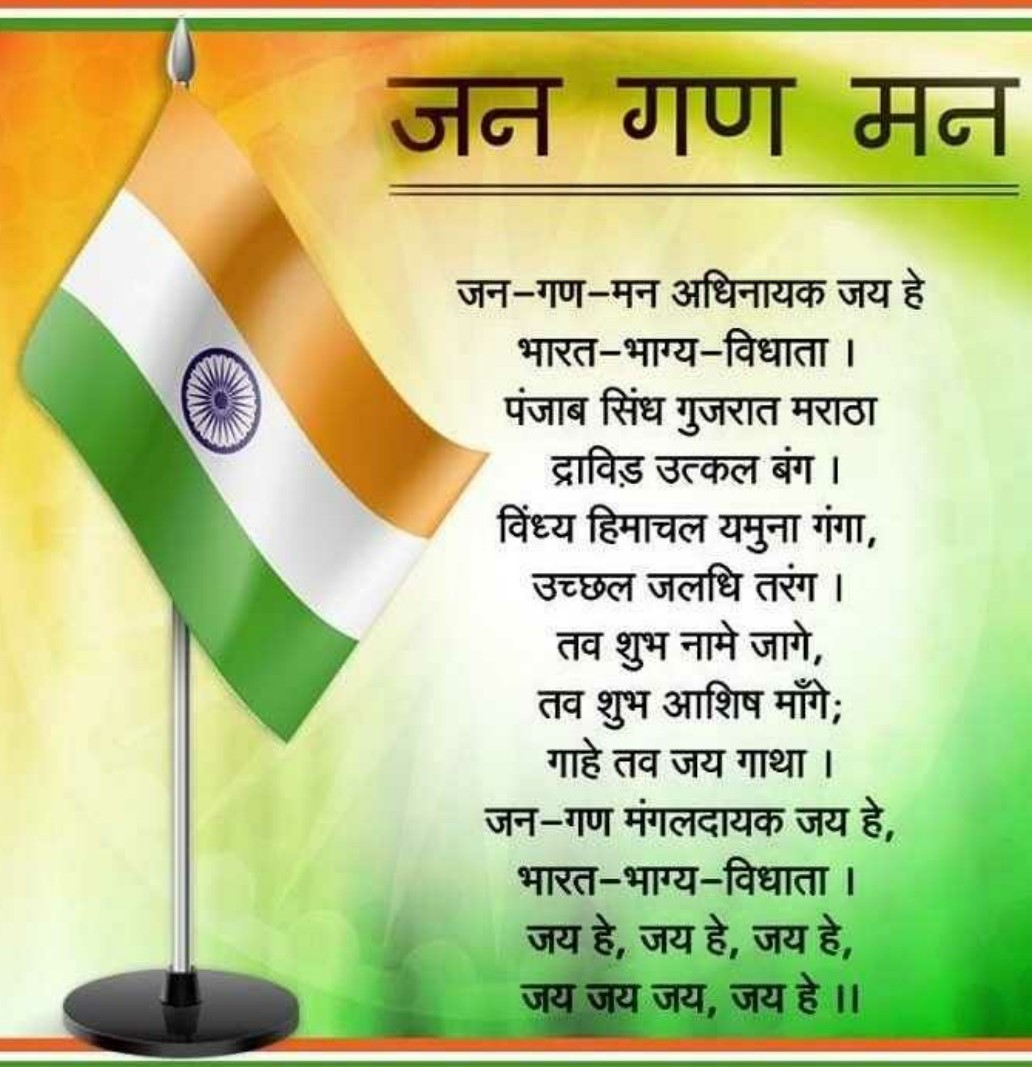 जन गण मन
जन-गण-मन अधिनायक जय हे
भारत-भाग्य-विधाता ।
पंजाब सिंध गुजरात मराठा
द्राविड़ उत्कल बंग ।
विंध्य हिमाचल यमुना गंगा,
उच्छल जलधि तरंग ।
तव शुभ नामे जागे,
तव शुभ आशिष माँगे;
गाहे तव जय गाथा ।
जन-गण मंगलदायक जय हे,
भारत-भाग्य-विधाता ।
जय हे, जय हे, जय हे,
जय जय जय, जय हे ।।